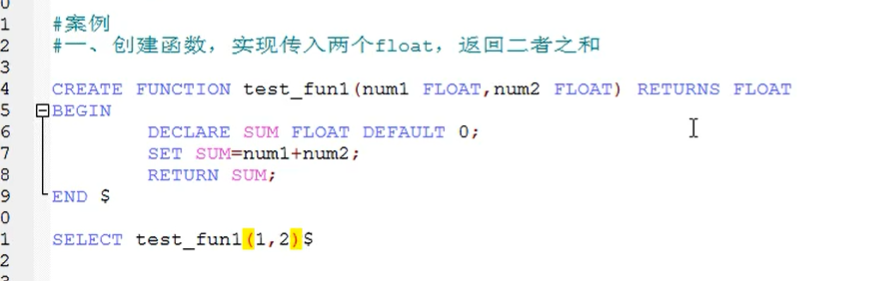 1 #案例
2 #一、创建函数，实现传入两个float，返回二者之和
3
4 CREATE FUNCTION test_fun1(num1 FLOAT,num2 FLOAT) RETURNS FLOAT
5 BEGIN
6 DECLARE SUM FLOAT DEFAULT 0;
7 SET SUM=num1+num2;
8 RETURN SUM;
9 END $
0
1 SELECT test_fun1(1,2)$
2